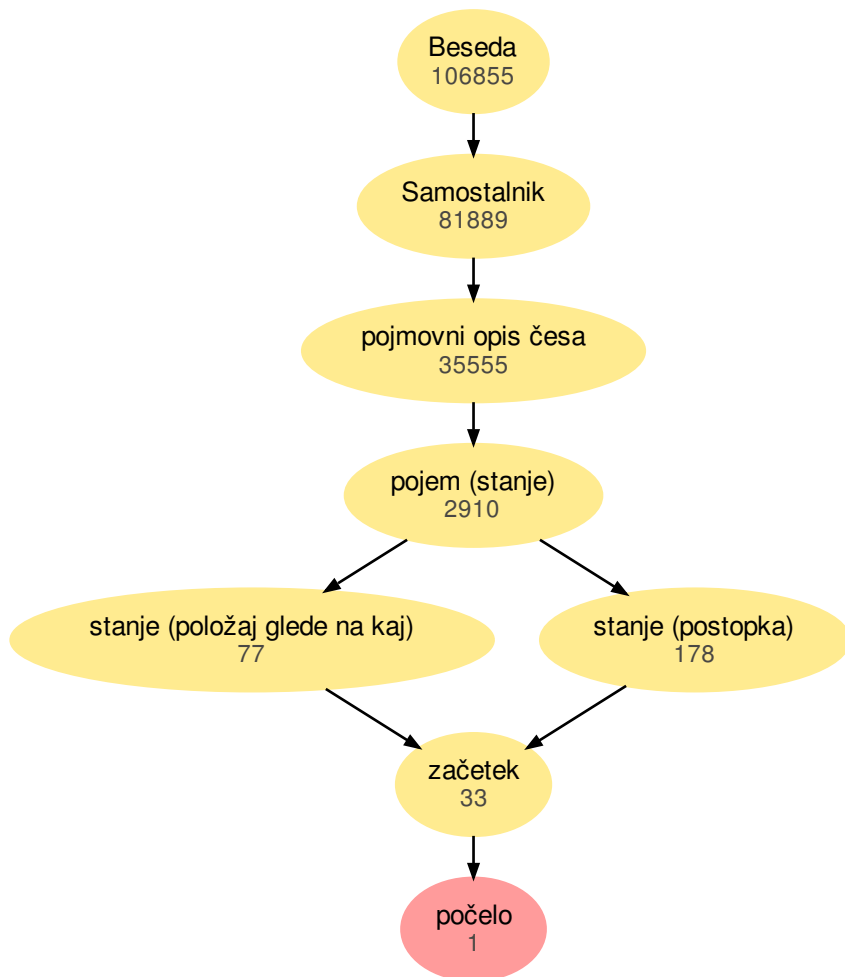 Beseda
106855
Samostalnik
81889
pojmovni opis česa
35555
pojem (stanje)
2910
stanje (položaj glede na kaj)
77
stanje (postopka)
178
začetek
33
počelo
1